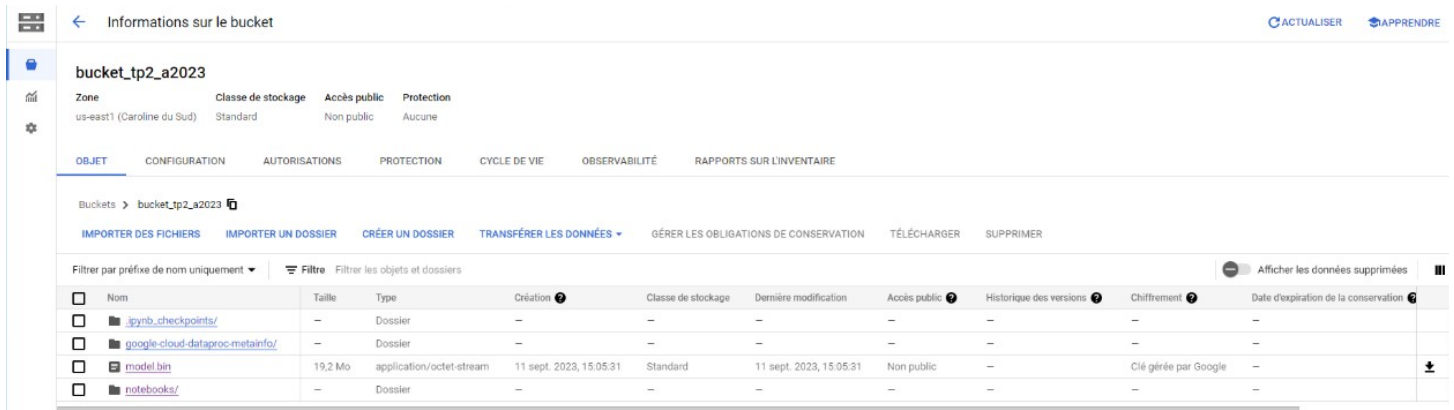 Informations sur le bucket ACTUALISER APPRENDRE
bucket_tp2_a2023
Zone Classe de stockage Accès public Protection
us-east1 (Caroline du Sud) Standard Non public Aucune
OBJET CONFIGURATION AUTORISATIONS PROTECTION CYCLE DE VIE OBSERVABILITÉ RAPPORTS SUR L'INVENTAIRE
Buckets > bucket_tp2_a2023
IMPORTER DES FICHIERS IMPORTER UN DOSSIER CRÉER UN DOSSIER TRANSFÉRER LES DONNÉES GÉRER LES OBLIGATIONS DE CONSERVATION TÉLÉCHARGER SUPPRIMER
Filtrer par préfixe de nom uniquement Filtre Filtrer les objets et dossiers Afficher les données supprimées
Nom Taille Type Création Classe de stockage Dernière modification Accès public Historique des versions Chiffrement Date d'expiration de la conservation
.ipynb_checkpoints/ — Dossier — — — — — — —
google-cloud-dataproc-metainfo/ — Dossier — — — — — — —
model.bin 19,2 Mo application/octet-stream 11 sept. 2023, 15:05:31 Standard 11 sept. 2023, 15:05:31 Non public — Clé gérée par Google —
notebooks/ — Dossier — — — — — — —